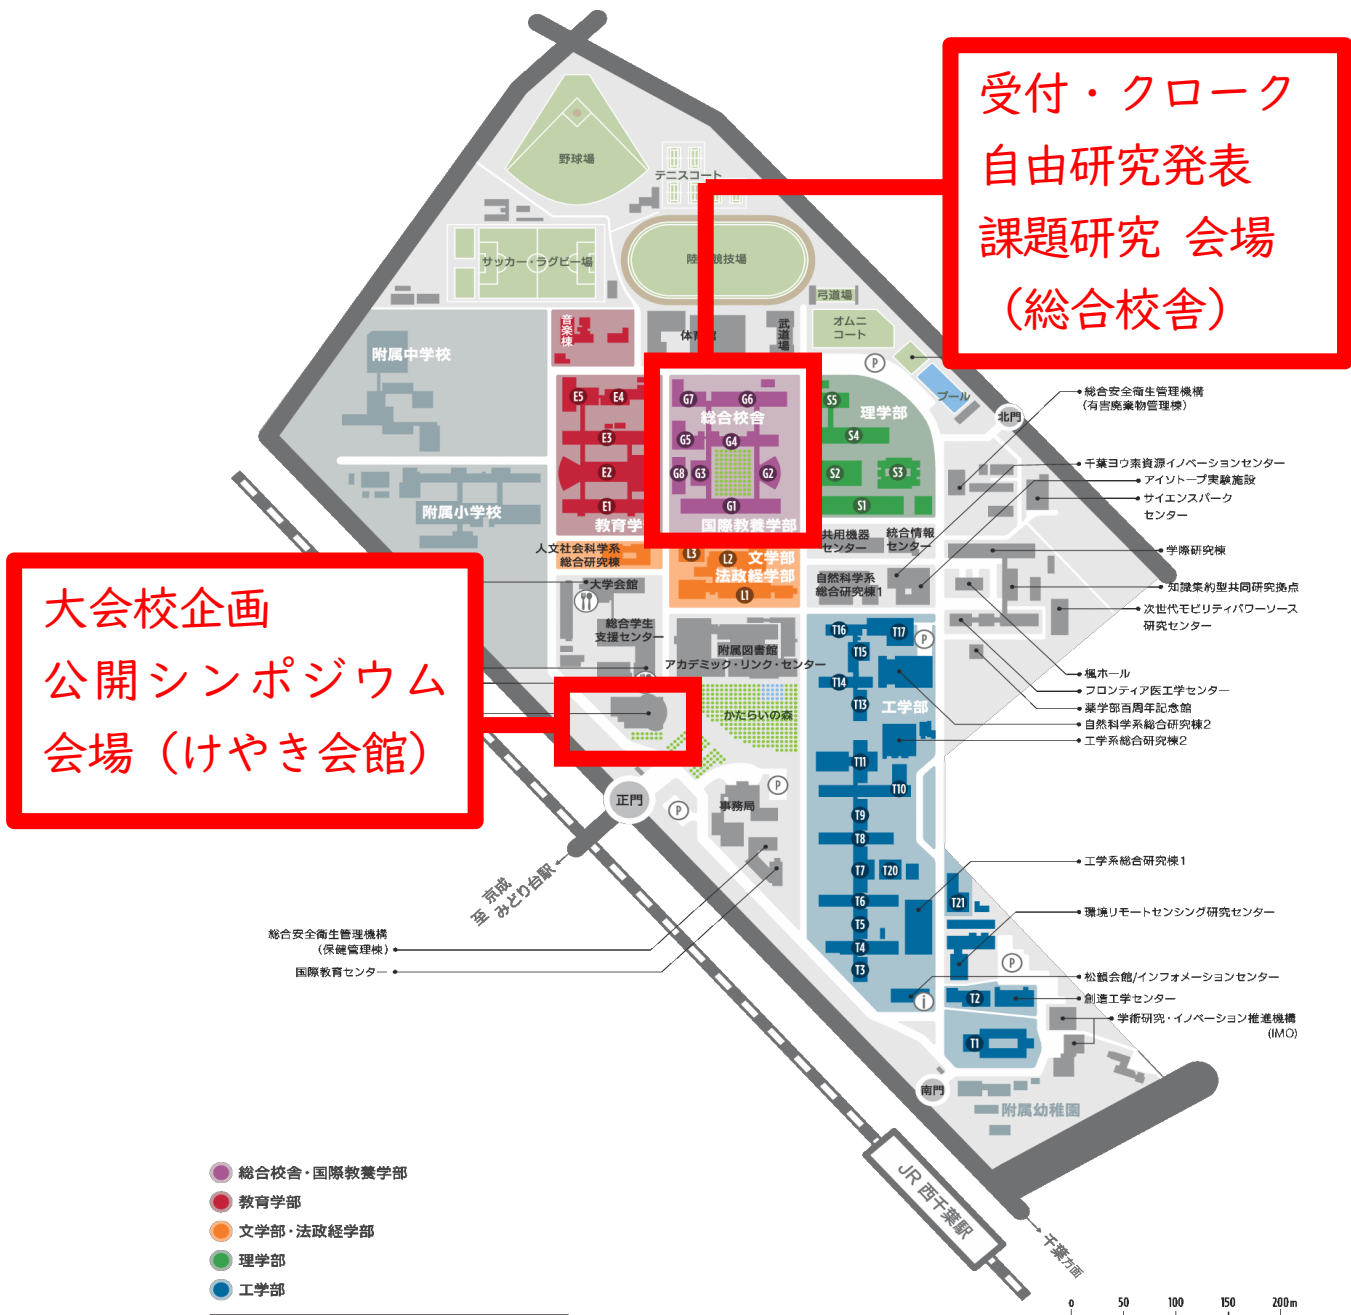 受付・クローク
自由研究発表
課題研究 会場
（総合校舎）
野球場
テニスコート
サッカー・ラグビー場
陸 競技場
弓道場
オムニ
コート
音楽棟
体育館
武道場
附属中学校
P
プール
北門
E5 E4
E3
E2
E1
教育学
G7 G6
総合校舎
G5 G4
G8 G3 G2
G1
国際教養学部
S5
理学部
S4
S2 S3
S1
附属小学校
総合安全衛生管理機構
（有害廃棄物管理棟）
千葉ヨウ素資源イノベーションセンター
アイソトープ実験施設
サイエンスパーク
センター
学際研究棟
知識集約型共同研究拠点
次世代モビリティパワーソース
研究センター
楓ホール
フロンティア医工学センター
薬学部百周年記念館
自然科学系総合研究棟2
工学系総合研究棟2
人文社会科学系
総合研究棟
L3 L2 文学部
法政経学部
L1
共用機器
センター
統合情報
センター
自然科学系
総合研究棟1
大学会館
総合学生
支援センター
附属図書館
アカデミック・リンク・センター
大会校企画
公開シンポジウム
会場（けやき会館）
かたらいの森
T16 T17
P
T15
T14
T13
工学部
T11
T10
T9
T8
T7 T20
T6
T5
T4
T3
正門
P
P
事務局
至 京成
みどり台駅
総合安全衛生管理機構
（保健管理棟）
国際教育センター
工学系総合研究棟1
T21
環境リモートセンシング研究センター
P
松韻会館/インフォメーションセンター
i
T2
創造工学センター
学術研究・イノベーション推進機構
（IMO）
T1
南門
附属幼稚園
JR 西千葉駅
千葉方面
総合校舎・国際教養学部
教育学部
文学部・法政経学部
理学部
工学部
0 50 100 150 200m